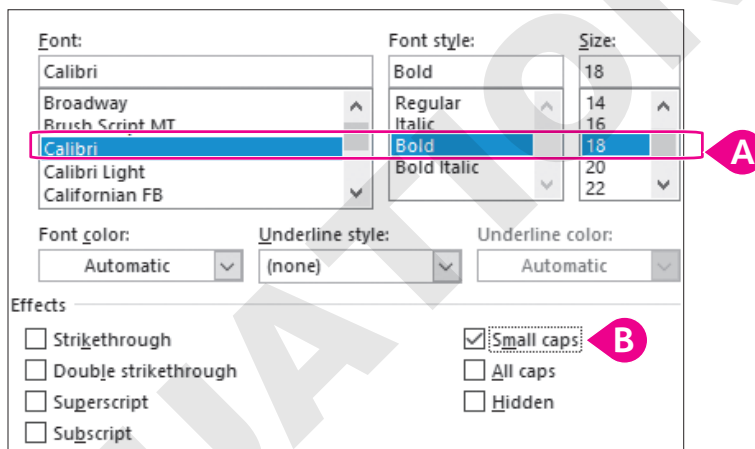 Font: Font style: Size:
Calibri Bold 18
Broadway Regular 14
Brush Script MT Italic 16
Calibri Bold 18
A
Calibri Light Bold Italic 20
Californian FB 22
Font color: Underline style: Underline color:
Automatic (none) Automatic
Effects
Strikethrough Small caps
B
Double strikethrough All caps
Superscript Hidden
Subscript